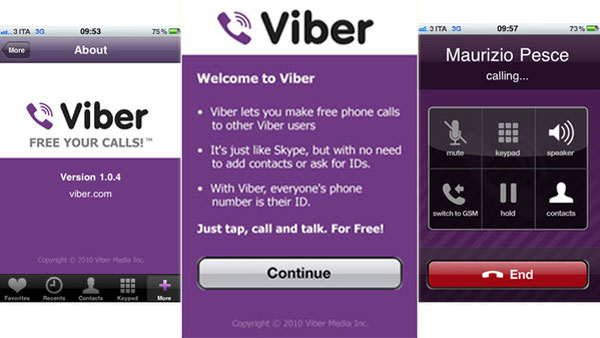 3 ITA 3G 09:53 75%
More About
Viber
FREE YOUR CALLS!™
Version 1.0.4
viber.com
Copyright © 2010 Viber Media Inc.
Favorites Recents Contacts Keypad More
Viber
Welcome to Viber
• Viber lets you make free phone calls
to other Viber users
• It's just like Skype, but with no need
to add contacts or ask for IDs.
• With Viber, everyone's phone
number is their ID.
Just tap, call and talk. For Free!
Continue
Copyright © 2010 Viber Media Inc.
3 ITA 3G 09:57 73%
Maurizio Pesce
calling...
mute keypad speaker
switch to GSM hold contacts
End